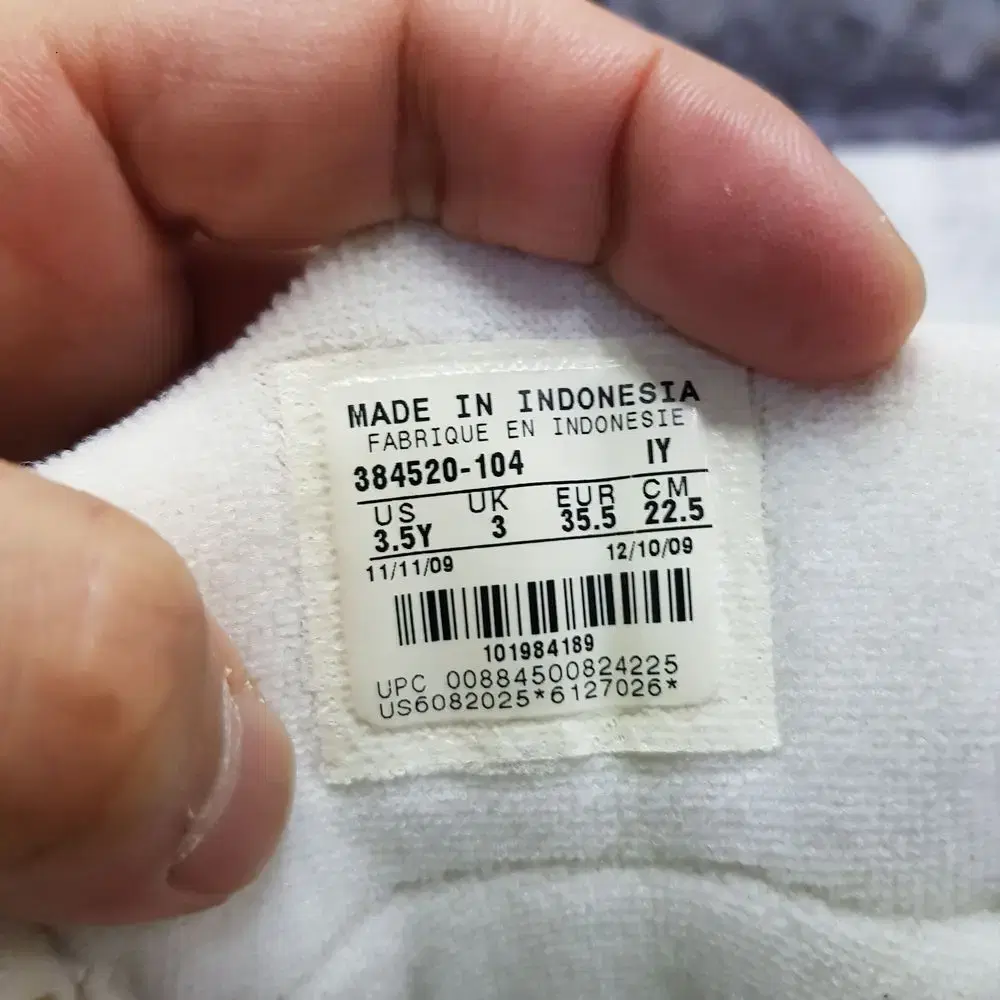 MADE IN INDONESIA
FABRIQUE EN INDONESIE
384520-104 IY
US UK EUR CM
3.5Y 3 35.5 22.5
11/11/09 12/10/09
101984189
UPC 00884500824225
US6082025*6127026*